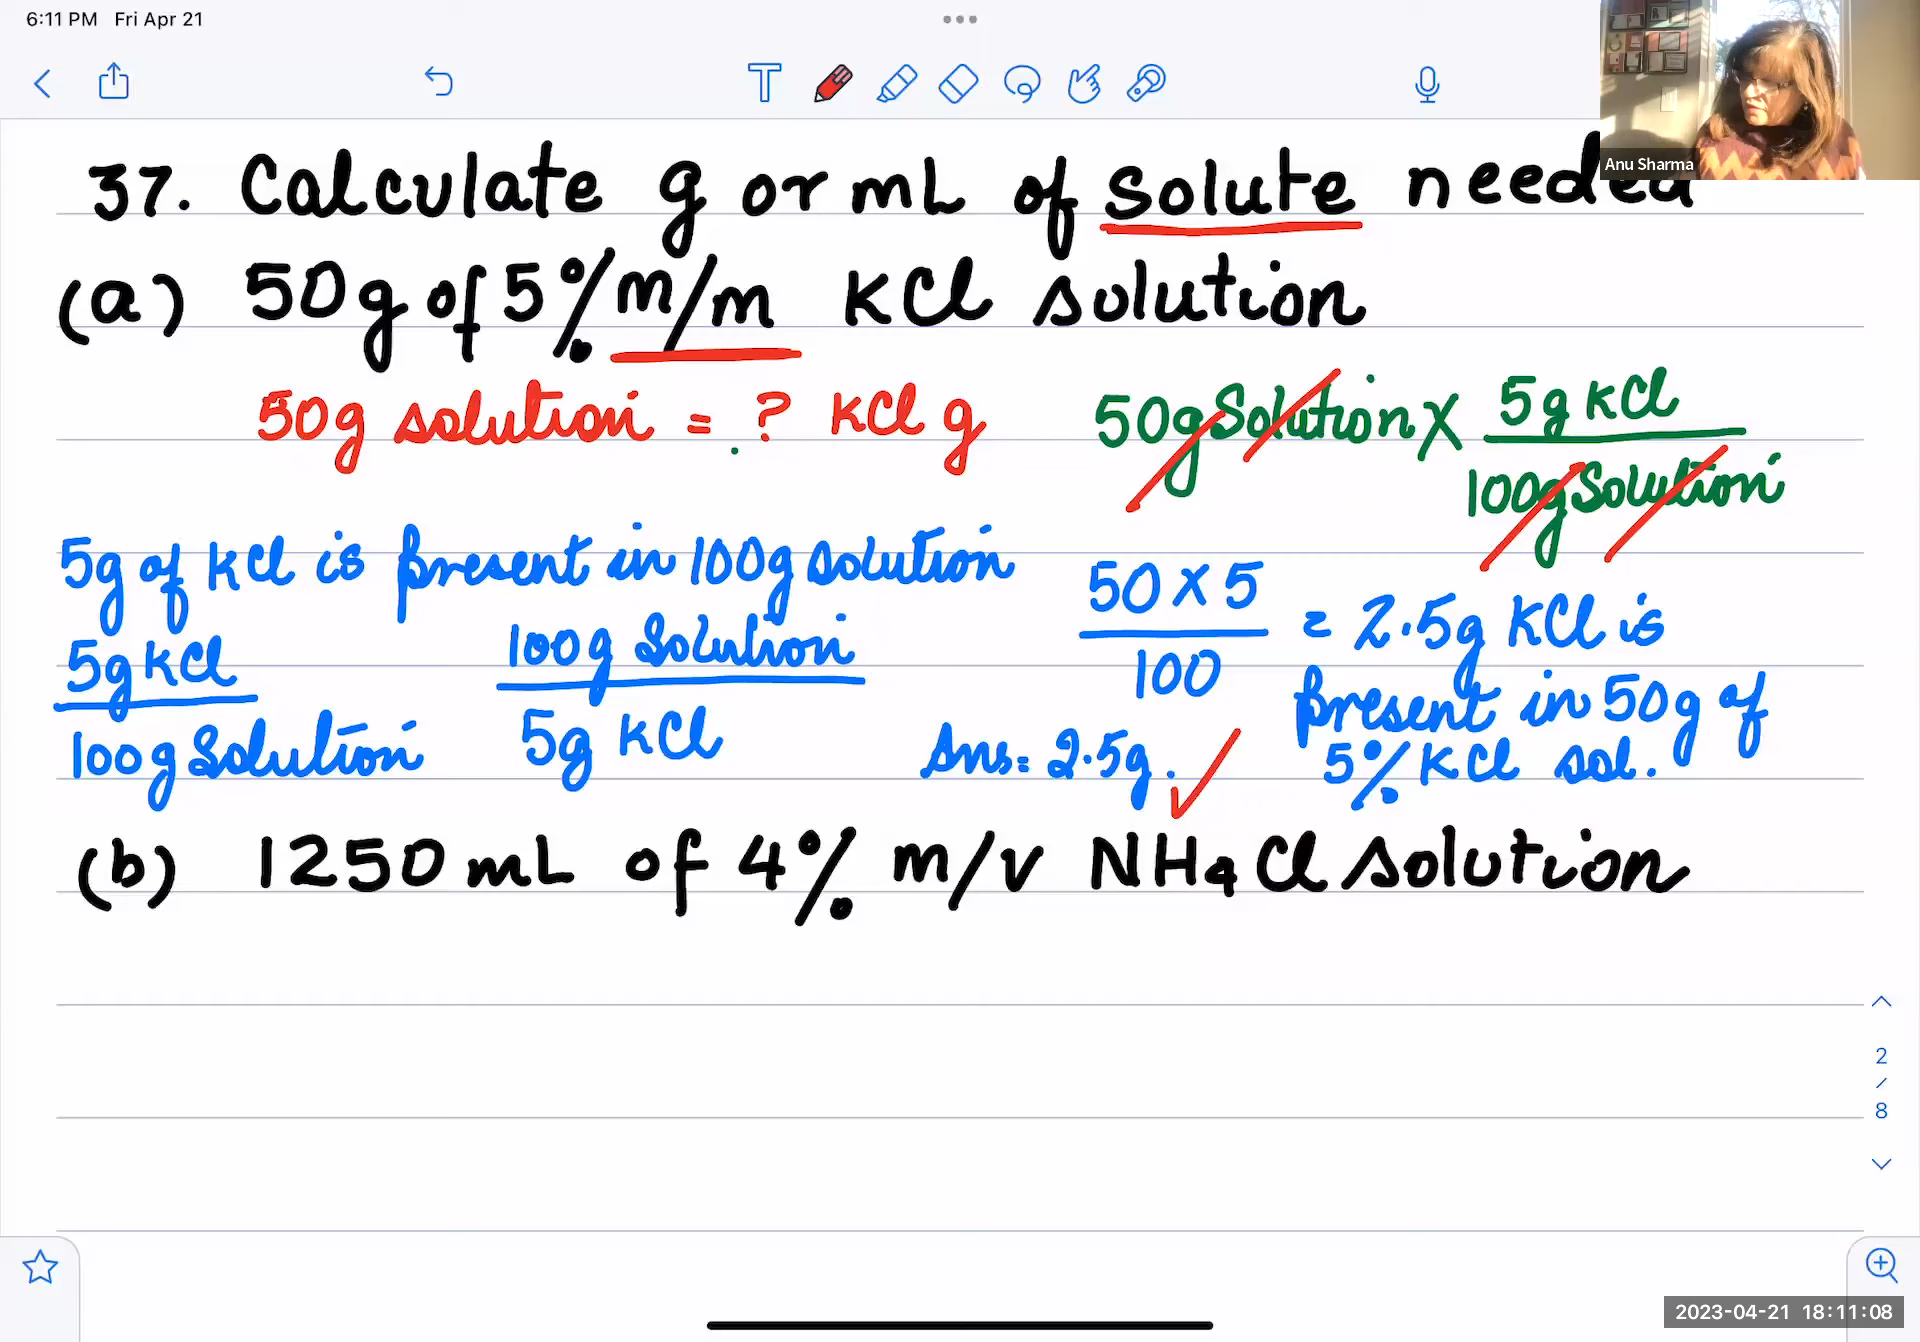 6:11 PM Fri Apr 21
Anu Sharma
37. Calculate g or mL of solute needed
(a) 50g of 5% m/m KCl solution
50g solution = ? KCl g
50g Solution X 5g KCl
100g Solution
5g of KCl is present in 100g solution
5g KCl
100g Solution
100g Solution
5g KCl
50 X 5
100
= 2.5g KCl is
present in 50g of
5% KCl sol.
Ans = 2.5g. ✓
(b) 1250 mL of 4% m/v NH4Cl solution
2
/
8
2023-04-21 18:11:08